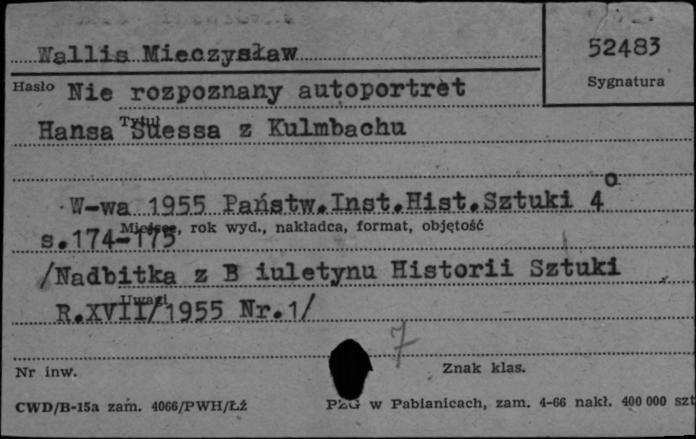 Wallis Mieczysław
52483
Hasło
Sygnatura
Nie rozpoznany autoportret
Tytuł
Hansa Suessa z Kulmbachu
W-wa 1955 Państw.Inst.Hist.Sztuki 4o
Miejsce, rok wyd., nakładca, format, objętość
s.174-175
/Nadbitka z B iuletynu Historii Sztuki
Uwagi
R.XVII/1955 Nr.1/
7
Nr inw.
Znak klas.
CWD/B-15a zam. 4066/PWH/Łź
PZG w Pabianicach, zam. 4-66 nakł. 400 000 szt